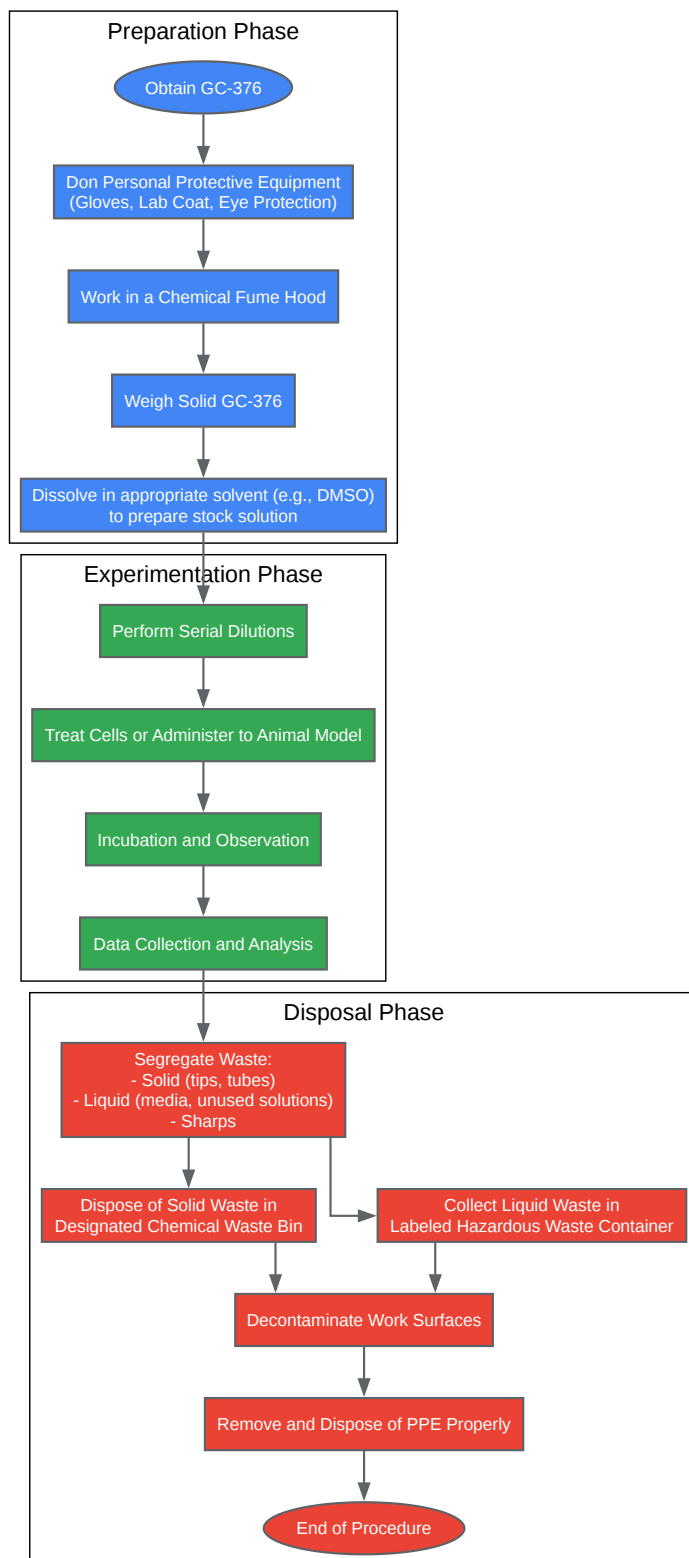 Preparation Phase
Obtain GC-376
Don Personal Protective Equipment
(Gloves, Lab Coat, Eye Protection)
Work in a Chemical Fume Hood
Weigh Solid GC-376
Dissolve in appropriate solvent (e.g., DMSO)
to prepare stock solution
Experimentation Phase
Perform Serial Dilutions
Treat Cells or Administer to Animal Model
Incubation and Observation
Data Collection and Analysis
Disposal Phase
Segregate Waste:
- Solid (tips, tubes)
- Liquid (media, unused solutions)
- Sharps
Dispose of Solid Waste in
Designated Chemical Waste Bin
Collect Liquid Waste in
Labeled Hazardous Waste Container
Decontaminate Work Surfaces
Remove and Dispose of PPE Properly
End of Procedure